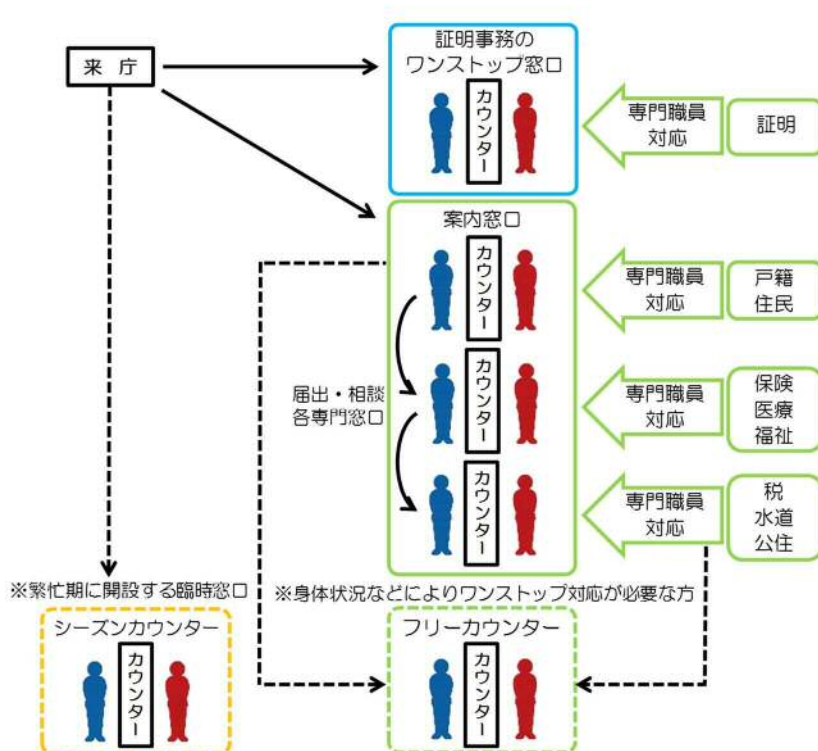 来 庁
証明事務の
ワンストップ窓口
カウンター
専門職員
対応
証明
案内窓口
カウンター
専門職員
対応
戸籍
住民
届出・相談
各専門窓口
カウンター
専門職員
対応
保険
医療
福祉
カウンター
専門職員
対応
税
水道
公住
※繁忙期に開設する臨時窓口
シーズンカウンター
カウンター
※身体状況などによりワンストップ対応が必要な方
フリーカウンター
カウンター